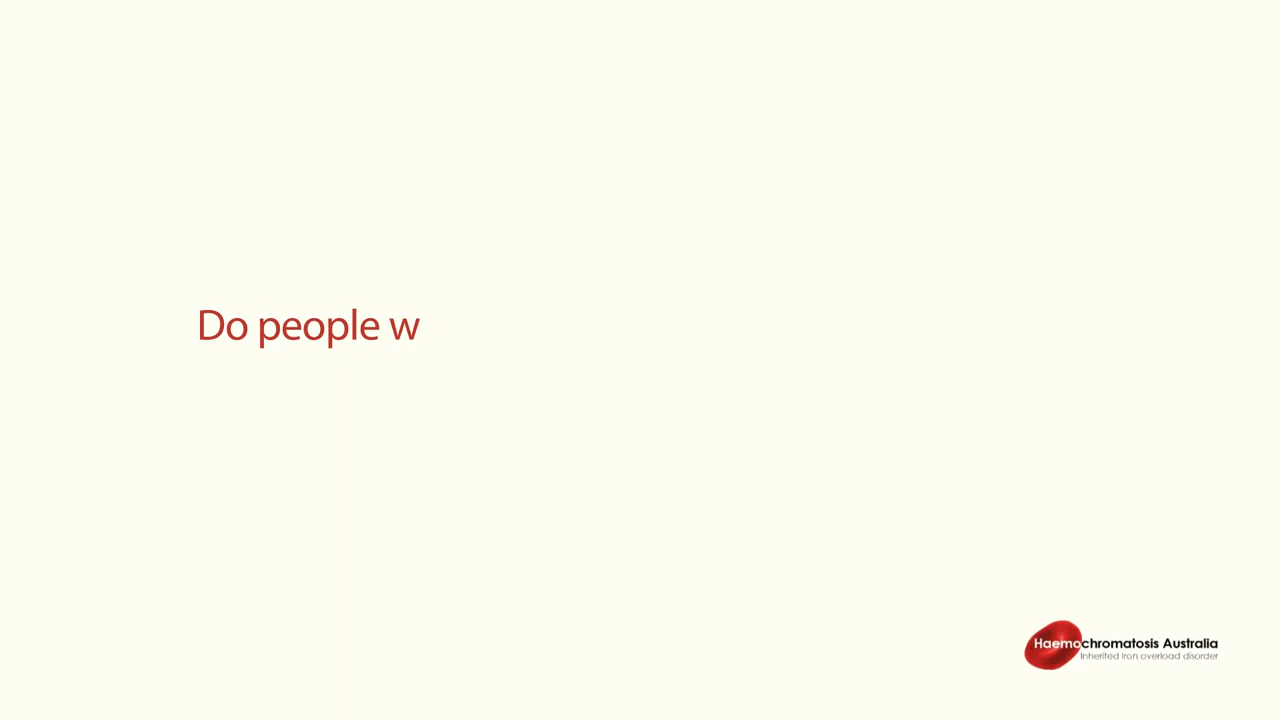 Do people w
Haemochromatosis Australia
Inherited iron overload disorder